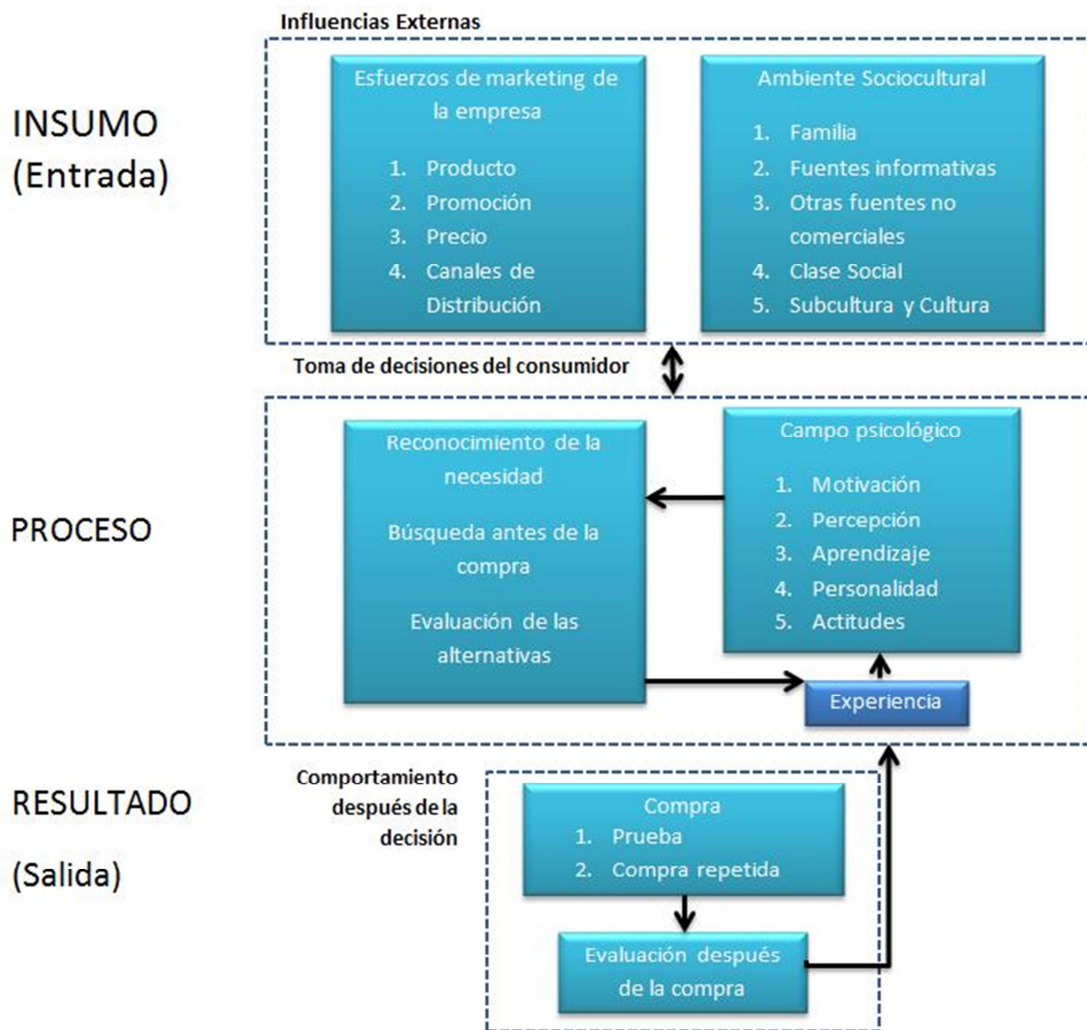 Influencias Externas
INSUMO
(Entrada)
Esfuerzos de marketing de
la empresa
1. Producto
2. Promoción
3. Precio
4. Canales de
Distribución
Ambiente Sociocultural
1. Familia
2. Fuentes informativas
3. Otras fuentes no
comerciales
4. Clase Social
5. Subcultura y Cultura
Toma de decisiones del consumidor
PROCESO
Reconocimiento de la
necesidad
Búsqueda antes de la
compra
Evaluación de las
alternativas
Campo psicológico
1. Motivación
2. Percepción
3. Aprendizaje
4. Personalidad
5. Actitudes
Experiencia
RESULTADO
(Salida)
Comportamiento
después de la
decisión
Compra
1. Prueba
2. Compra repetida
Evaluación después
de la compra